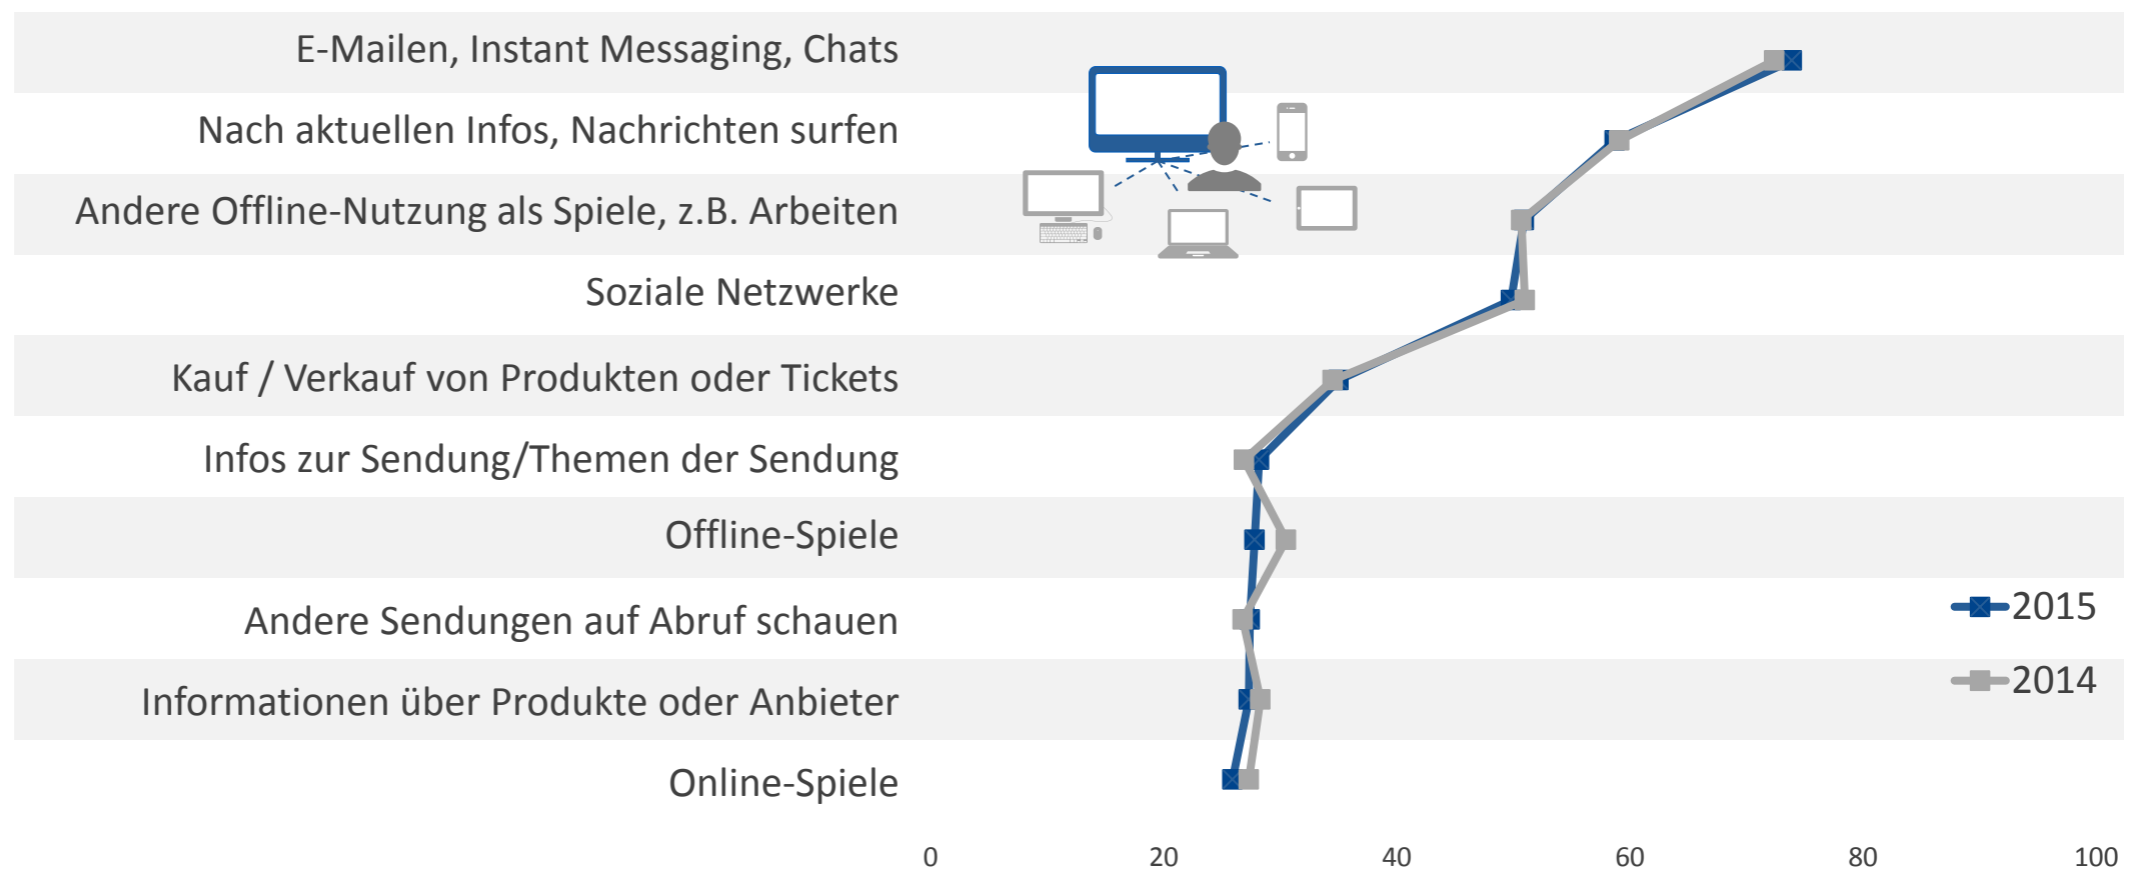 E-Mailen, Instant Messaging, Chats
Nach aktuellen Infos, Nachrichten surfen
Andere Offline-Nutzung als Spiele, z.B. Arbeiten
Soziale Netzwerke
Kauf / Verkauf von Produkten oder Tickets
Infos zur Sendung/Themen der Sendung
Offline-Spiele
Andere Sendungen auf Abruf schauen
Informationen über Produkte oder Anbieter
Online-Spiele
2015
2014
0 20 40 60 80 100